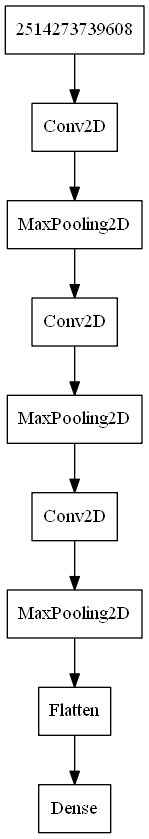 2514273739608
Conv2D
MaxPooling2D
Conv2D
MaxPooling2D
Conv2D
MaxPooling2D
Flatten
Dense